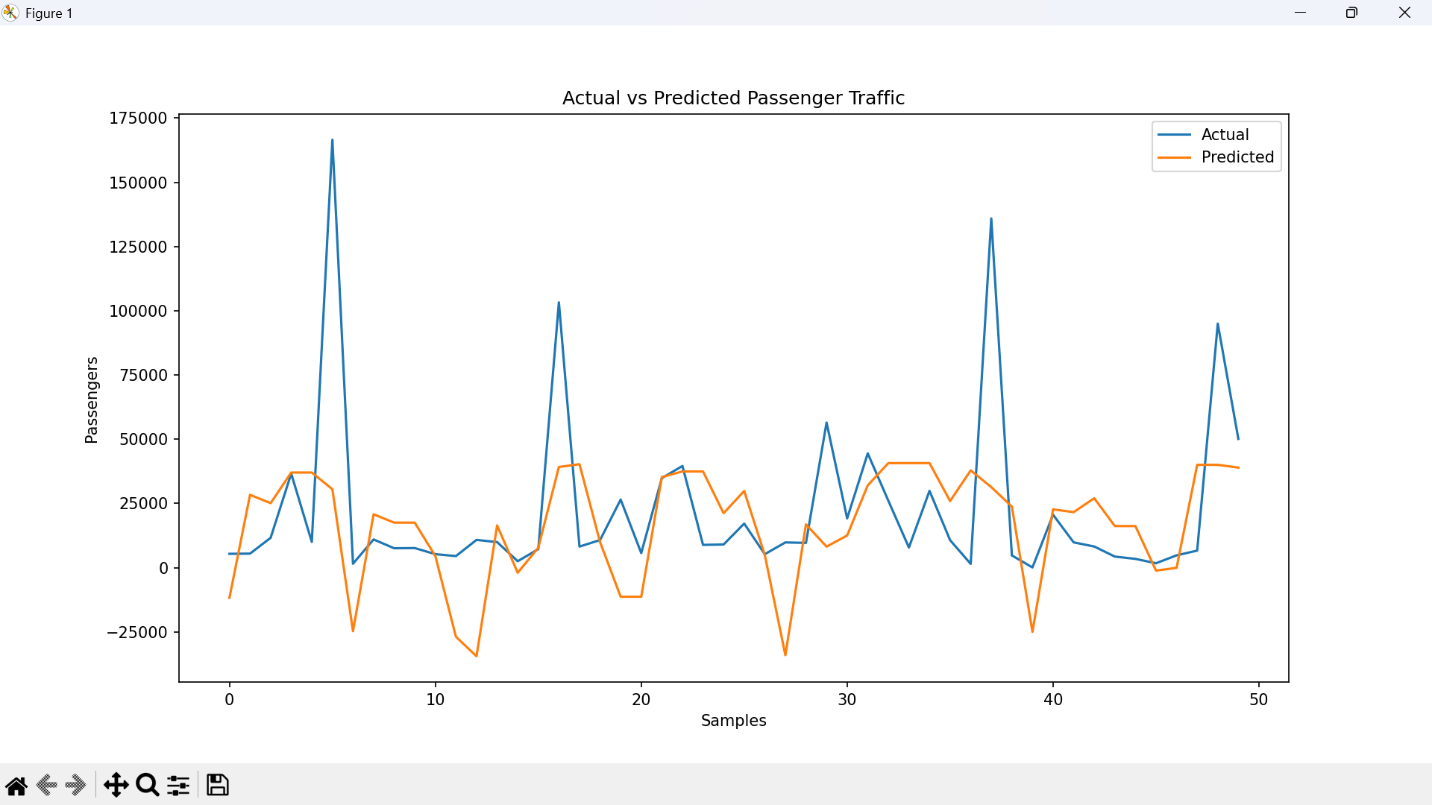 Figure 1
Actual vs Predicted Passenger Traffic
175000
150000
125000
100000
75000
50000
25000
0
−25000
Passengers
Actual
Predicted
0 10 20 30 40 50
Samples